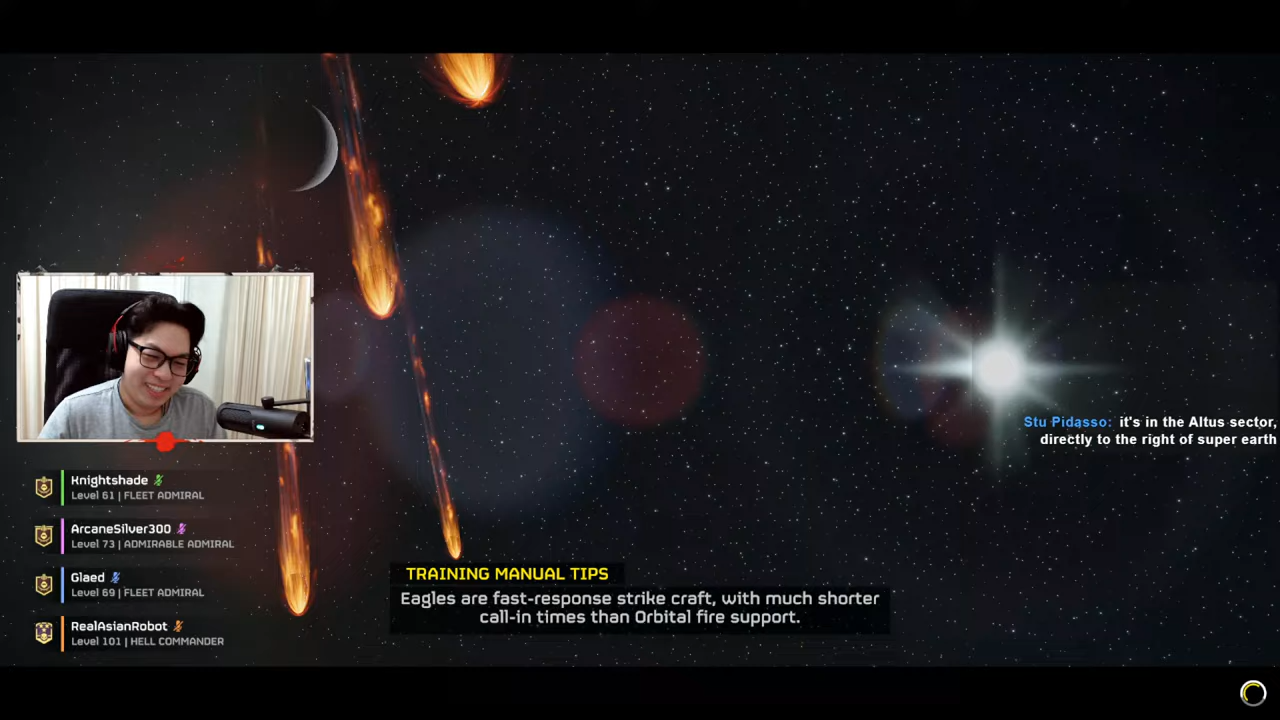 Stu Pidasso: it's in the Altus sector,
directly to the right of super earth
Knightshade
Level 61 | FLEET ADMIRAL
ArcaneSilver300
Level 73 | ADMIRABLE ADMIRAL
Glaed
Level 69 | FLEET ADMIRAL
RealAsianRobot
Level 101 | HELL COMMANDER
TRAINING MANUAL TIPS
Eagles are fast-response strike craft, with much shorter
call-in times than Orbital fire support.